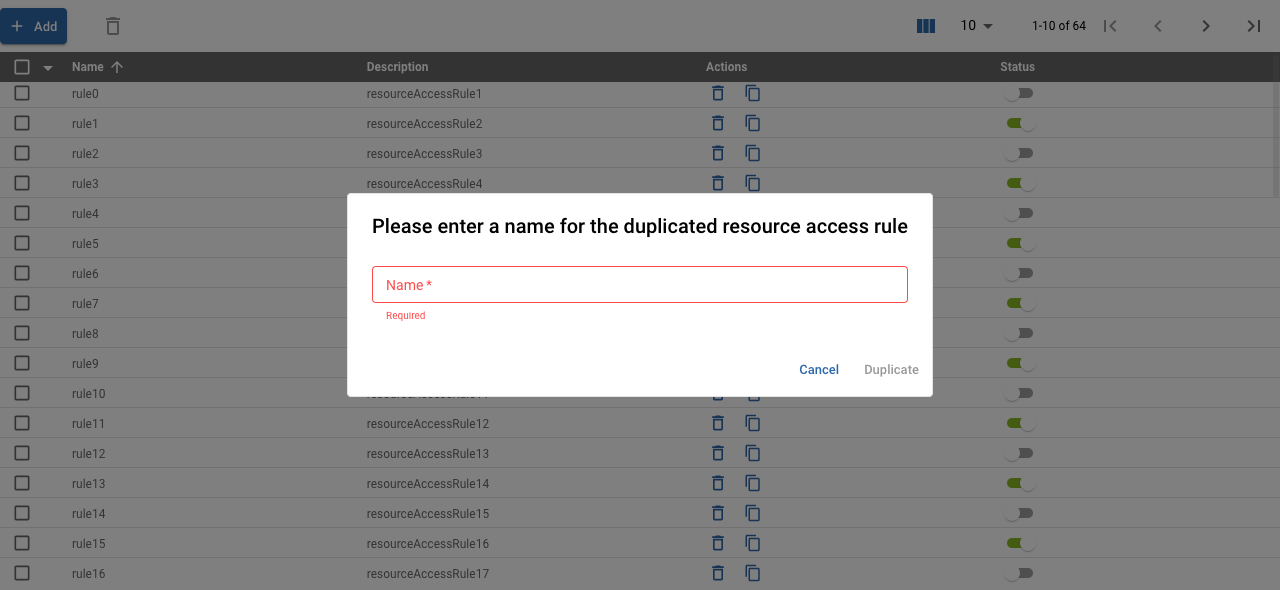 Add 10 1-10 of 64
Name Description Actions Status
rule0 resourceAccessRule1
rule1 resourceAccessRule2
rule2 resourceAccessRule3
rule3 resourceAccessRule4
rule4
Please enter a name for the duplicated resource access rule
rule5
rule6
Name *
rule7
Required
rule8
rule9
Cancel Duplicate
rule10
rule11 resourceAccessRule12
rule12 resourceAccessRule13
rule13 resourceAccessRule14
rule14 resourceAccessRule15
rule15 resourceAccessRule16
rule16 resourceAccessRule17